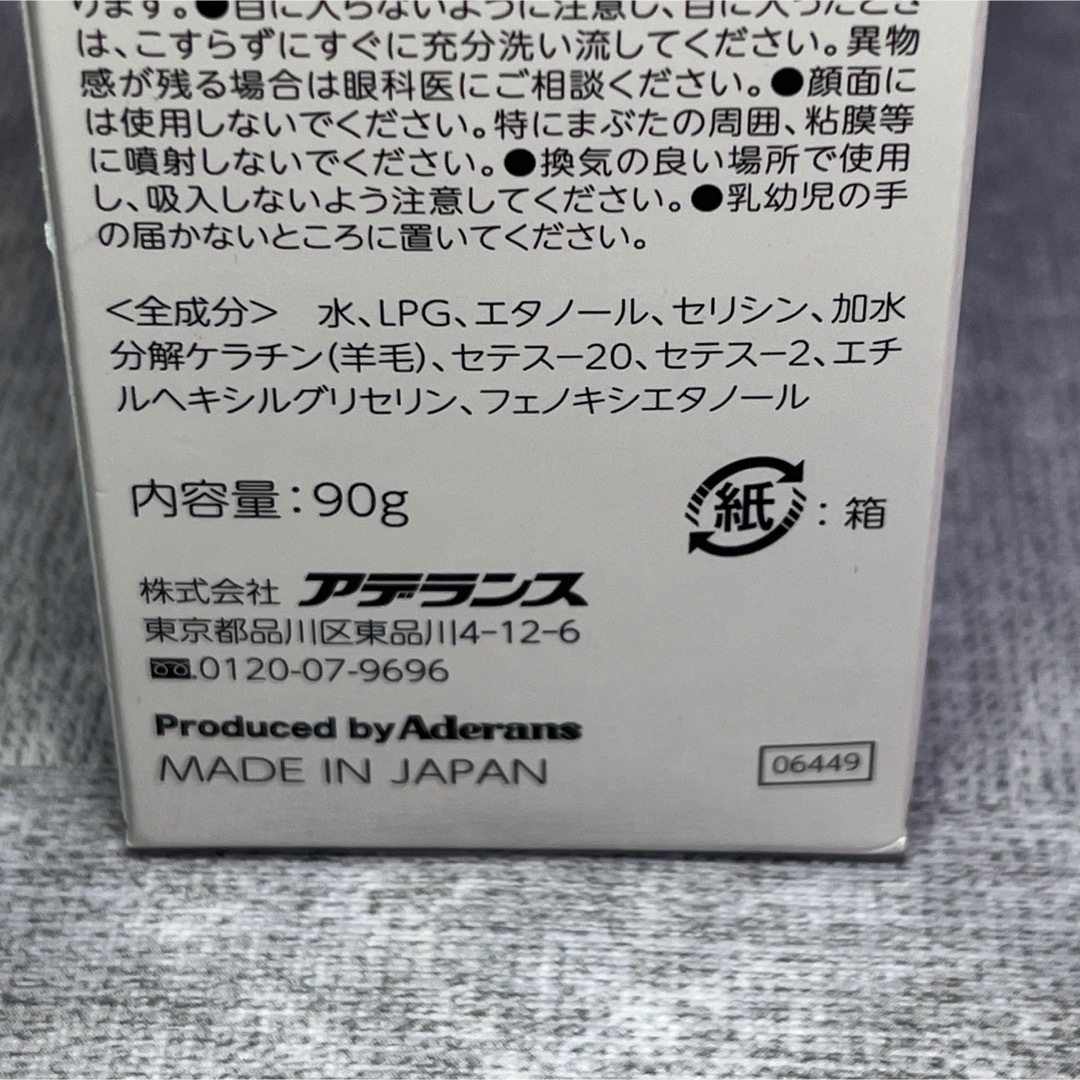 ります。●目に入らないように注意し、目に入ったとき
は、こすらずにすぐに充分洗い流してください。異物
感が残る場合は眼科医にご相談ください。●顔面に
は使用しないでください。特にまぶたの周囲、粘膜等
に噴射しないでください。●換気の良い場所で使用
し、吸入しないよう注意してください。●乳幼児の手
の届かないところに置いてください。
<全成分> 水、LPG、エタノール、セリシン、加水
分解ケラチン(羊毛)、セテスー20、セテスー2、エチ
ルヘキシルグリセリン、フェノキシエタノール
内容量:90g
紙:箱
株式会社 アデランス
東京都品川区東品川4-12-6
0120-07-9696
Produced by Aderans
MADE IN JAPAN
06449